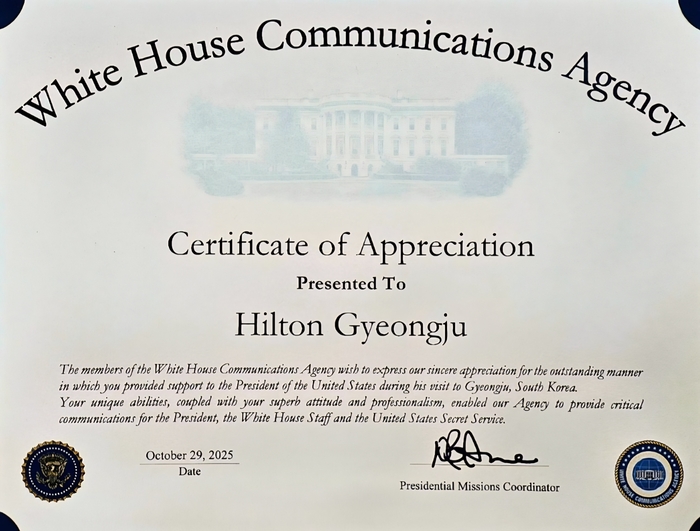 White House Communications Agency
Certificate of Appreciation
Presented To
Hilton Gyeongju
The members of the White House Communications Agency wish to express our sincere appreciation for the outstanding manner
in which you provided support to the President of the United States during his visit to Gyeongju, South Korea.
Your unique abilities, coupled with your superb attitude and professionalism, enabled our Agency to provide critical
communications for the President, the White House Staff and the United States Secret Service.
October 29, 2025
Date
Presidential Missions Coordinator
WHITE HOUSE COMMUNICATIONS AGENCY